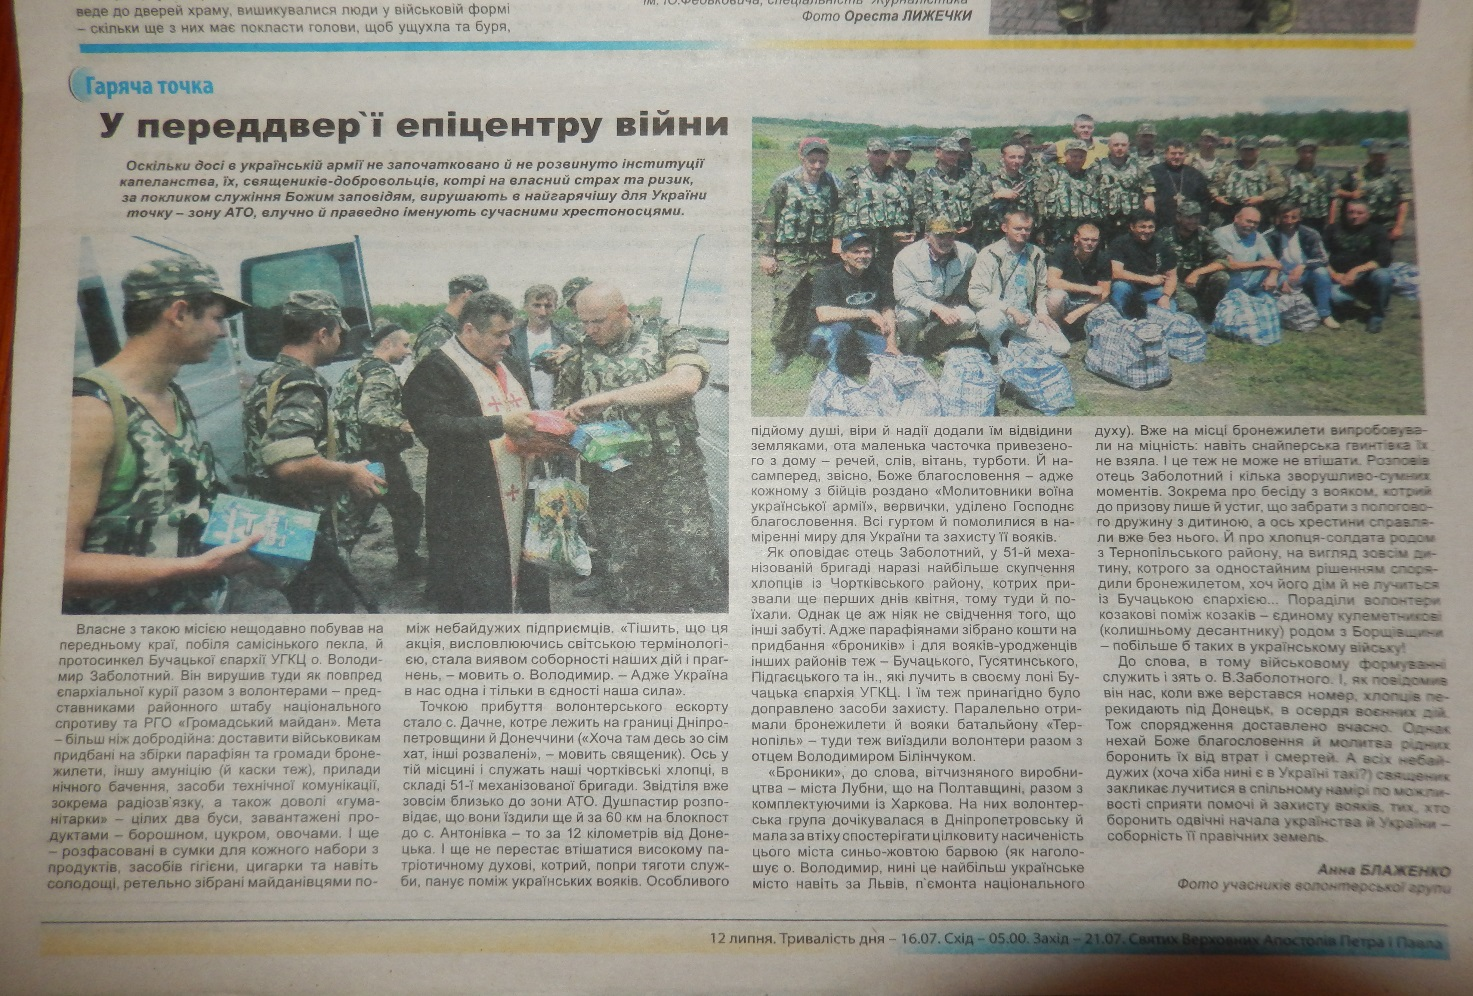 веде до дверей храму, вишикувалися люди у військовій формі
– скільки ще з них має покласти голови, щоб ущухла та буря,
Фото Ореста ЛИЖЕЧКИ
Гаряча точка
У переддвер`ї епіцентру війни
Оскільки досі в українській армії не започатковано й не розвинуто інституції
капеланства, їх, священиків-добровольців, котрі на власний страх та ризик,
за покликом служіння Божим заповідям, вирушають в найгарячішу для України
точку – зону АТО, влучно й праведно іменують сучасними хрестоносцями.
Власне з такою місією нещодавно побував на
передньому краї, побіля самісінького пекла, й
протосинкел Бучацької єпархії УГКЦ о. Володи-
мир Заболотний. Він вирушив туди як повпред
єпархіальної курії разом з волонтерами – пред-
ставниками районного штабу національного
спротиву та РГО «Громадський майдан». Мета
– більш ніж добродійна: доставити військовикам
придбані на збірки парафіян та громади броне-
жилети, іншу амуніцію (й каски теж), прилади
нічного бачення, засоби технічної комунікації,
зокрема радіозв`язку, а також доволі «гума-
нітарки» – цілих два буси, завантажені про-
дуктами – борошном, цукром, овочами. І ще
– розфасовані в сумки для кожного набори з
продуктів, засобів гігієни, цигарки та навіть
солодощі, ретельно зібрані майданівцями по-
між небайдужих підприємців. «Тішить, що ця
акція, висловлюючись світською термінологі-
єю, стала виявом соборності наших дій і праг-
нень, – мовить о. Володимир. – Адже Україна
в нас одна і тільки в єдності наша сила».
Точкою прибуття волонтерського ескорту
стало с. Дачне, котре лежить на границі Дніпро-
петровщини й Донеччини («Хоча там десь зо сім
хат, інші розвалені», – мовить священик). Ось у
тій місцині і служать наші чортківські хлопці, в
складі 51-ї механізованої бригади. Звідтіля вже
зовсім близько до зони АТО. Душпастир розпо-
відає, що вони їздили ще й за 60 км на блокпост
до с. Антонівка – то за 12 кілометрів від Доне-
цька. І ще не перестає втішатися високому па-
тріотичному духові, котрий, попри тяготи служ-
би, панує поміж українських вояків. Особливого
підйому душі, віри й надії додали їм відвідини
земляками, ота маленька часточка привезено-
го з дому – речей, слів, вітань, турботи. Й на-
самперед, звісно, Боже благословення – адже
кожному з бійців роздано «Молитовники воїна
української армії», вервички, уділено Господнє
благословення. Всі гуртом й помолилися в на-
міренні миру для України та захисту її вояків.
Як оповідає отець Заболотний, у 51-й меха-
нізованій бригаді наразі найбільше скупчення
хлопців із Чортківського району, котрих при-
звали ще перших днів квітня, тому туди й по-
їхали. Однак це аж ніяк не свідчення того, що
інші забуті. Адже парафіянами зібрано кошти на
придбання «броників» і для вояків-уродженців
інших районів теж – Бучацького, Гусятинського,
Підгаєцького та ін., які лучить в своєму лоні Бу-
чацька єпархія УГКЦ. І їм теж принагідно було
доправлено засоби захисту. Паралельно отри-
мали бронежилети й вояки батальйону «Тер-
нопіль» – туди теж виїздили волонтери разом з
отцем Володимиром Білінчуком.
«Броники», до слова, вітчизняного виробни-
цтва – міста Лубни, що на Полтавщині, разом з
комплектуючими із Харкова. На них волонтер-
ська група дочікувалася в Дніпропетровську й
мала за втіху спостерігати цілковиту насиченість
цього міста синьо-жовтою барвою (як наголо-
шує о. Володимир, нині це найбільш українське
місто навіть за Львів, п`ємонта національного
духу). Вже на місці бронежилети випробовува-
ли на міцність: навіть снайперська гвинтівка їх
не взяла. І це теж не може не втішати. Розповів
отець Заболотний і кілька зворушливо-сумних
моментів. Зокрема про бесіду з вояком, котрий
до призову лише й устиг, що забрати з пологово-
го дружину з дитиною, а ось хрестини справля-
ли вже без нього. Й про хлопця-солдата родом
з Тернопільського району, на вигляд зовсім ди-
тину, котрого за одностайним рішенням споря-
дили бронежилетом, хоч його дім й не лучиться
із Бучацькою єпархією... Пораділи волонтери
козакові поміж козаків – єдиному кулеметникові
(колишньому десантнику) родом з Борщівщини
– побільше б таких в українському війську!
До слова, в тому військовому формуванні
служить і зять о. В.Заболотного. І, як повідомив
він нас, коли вже верстався номер, хлопців пе-
рекидають під Донецьк, в осердя воєнних дій.
Тож спорядження доставлено вчасно. Однак
нехай Боже благословення й молитва рідних
боронить їх від втрат і смертей. А всіх небай-
дужих (хоча хіба нині є в Україні такі?) священик
закликає лучитися в спільному намірі по можли-
вості сприяти помочі й захисту вояків, тих, хто
боронить одвічні начала українства й України –
соборність її правічних земель.
Анна БЛАЖЕНКО
Фото учасників волонтерської групи
12 липня. Тривалість дня – 16.07. Схід – 05.00. Захід – 21.07. Святих Верховних Апостолів Петра і Павла